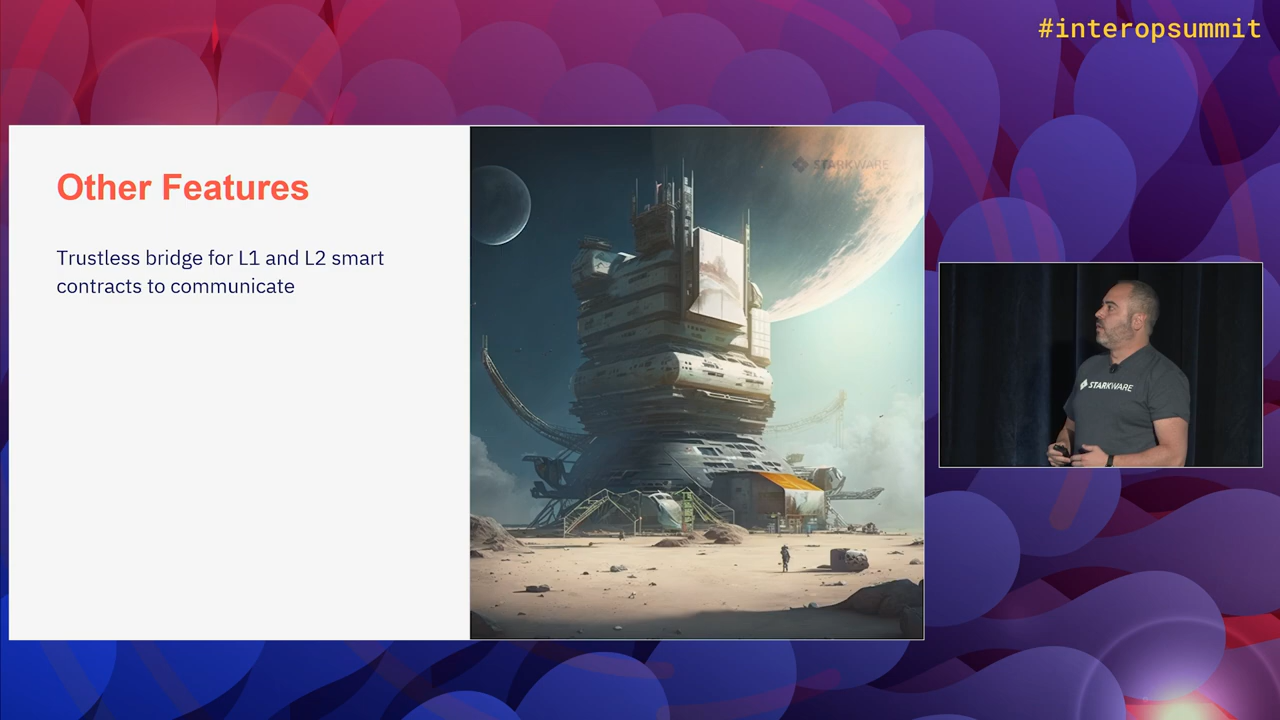 #interopsummit
Other Features
Trustless bridge for L1 and L2 smart
contracts to communicate
STARKWARE
STARKWARE